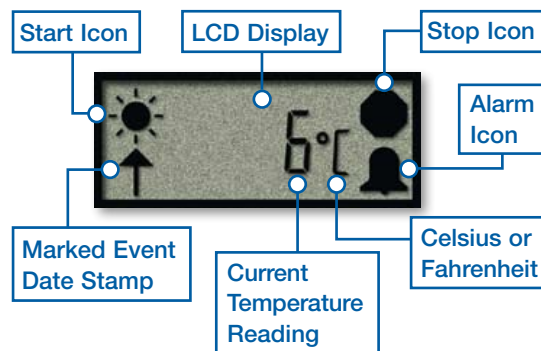 Start Icon
LCD Display
Stop Icon
Alarm
Icon
6°C
Marked Event
Date Stamp
Current
Temperature
Reading
Celsius or
Fahrenheit